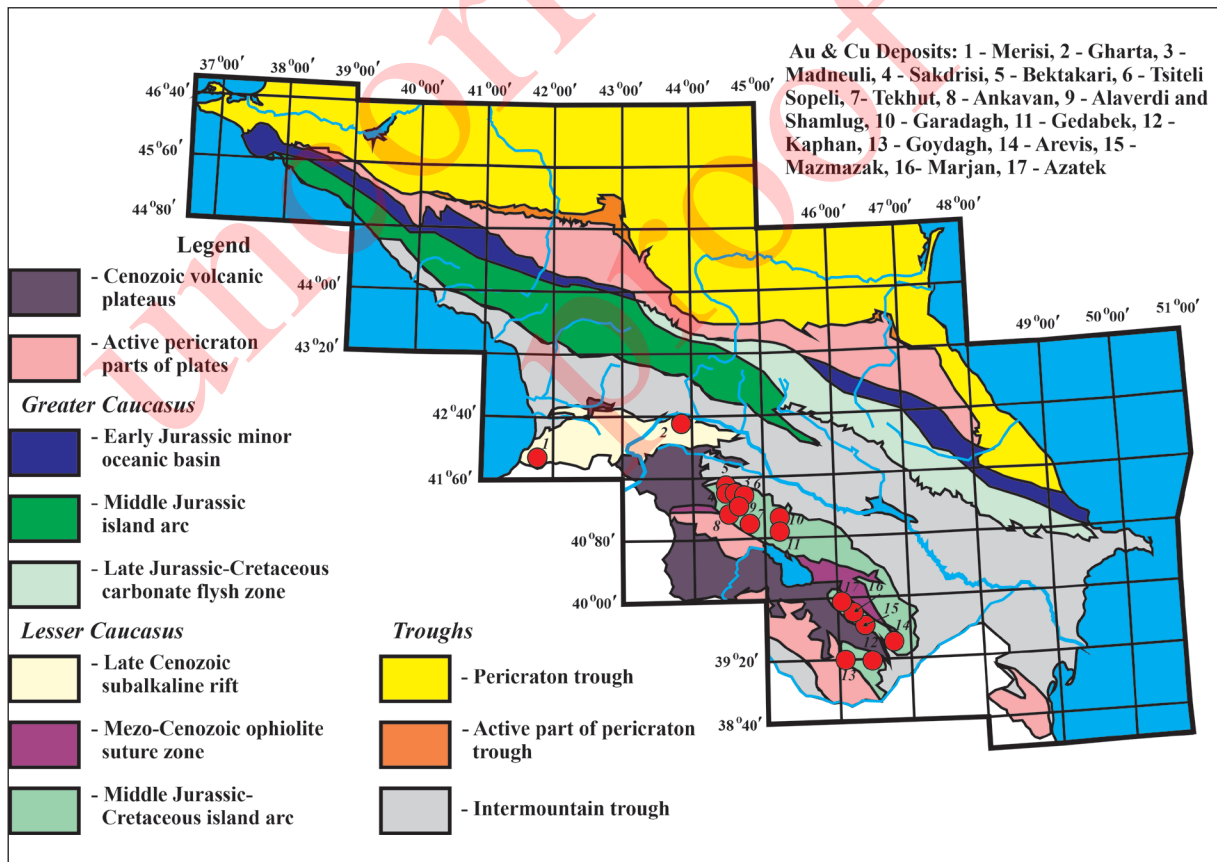 Au & Cu Deposits: 1 - Merisi, 2 - Gharta, 3 -
Madneuli, 4 - Sakdrisi, 5 - Bektakari, 6 - Tsiteli
Sopeli, 7- Tekhut, 8 - Ankavan, 9 - Alaverdi and
Shamlug, 10 - Garadagh, 11 - Gedabek, 12 -
Kaphan, 13 - Goydagh, 14 - Arevis, 15 -
Mazmazak, 16- Marjan, 17 - Azatek
37°00′
38°00′
39°00′
40°00′
41°00′
42°00′
43°00′
44°00′
45°00′
46°00′
47°00′
48°00′
49°00′
50°00′
51°00′
46°40′
45°60′
44°80′
44°00′
43°20′
42°40′
41°60′
40°80′
40°00′
39°20′
38°40′
1
2
5
3
6
4
9
7
8
10
11
17
16
15
14
12
13
Legend
- Cenozoic volcanic
plateaus
- Active pericraton
parts of plates
Greater Caucasus
- Early Jurassic minor
oceanic basin
- Middle Jurassic
island arc
- Late Jurassic-Cretaceous
carbonate flysh zone
Lesser Caucasus
- Late Cenozoic
subalkaline rift
- Mezo-Cenozoic ophiolite
suture zone
- Middle Jurassic-
Cretaceous island arc
Troughs
- Pericraton trough
- Active part of pericraton
trough
- Intermountain trough
proof